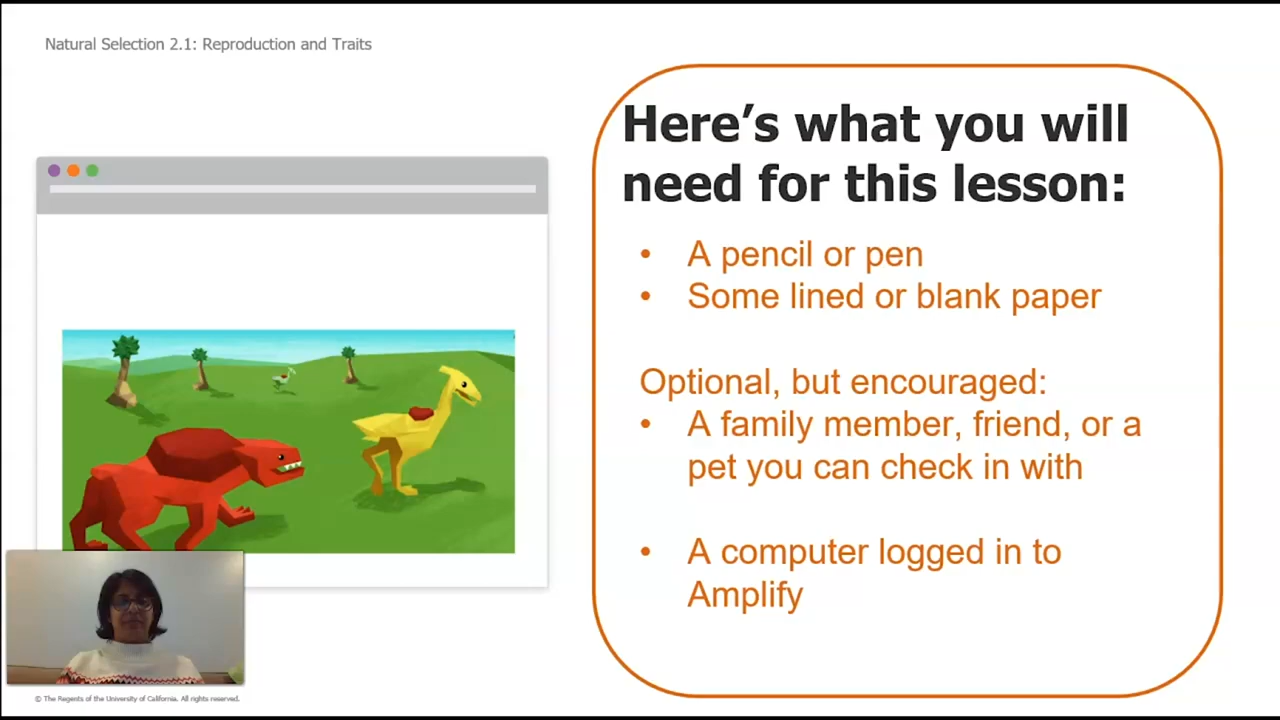 Natural Selection 2.1: Reproduction and Traits
Here’s what you will
need for this lesson:
• A pencil or pen
• Some lined or blank paper
Optional, but encouraged:
• A family member, friend, or a
pet you can check in with
• A computer logged in to
Amplify
© The Regents of the University of California. All rights reserved.